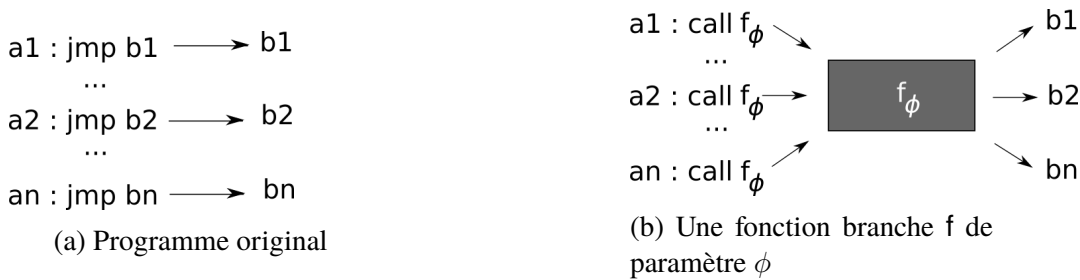 a1 : jmp b1 b1
...
a2 : jmp b2 b2
...
an : jmp bn bn
(a) Programme original
a1 : call fϕ b1
...
a2 : call fϕ fϕ b2
...
an : call fϕ bn
(b) Une fonction branche f de
paramètre ϕ